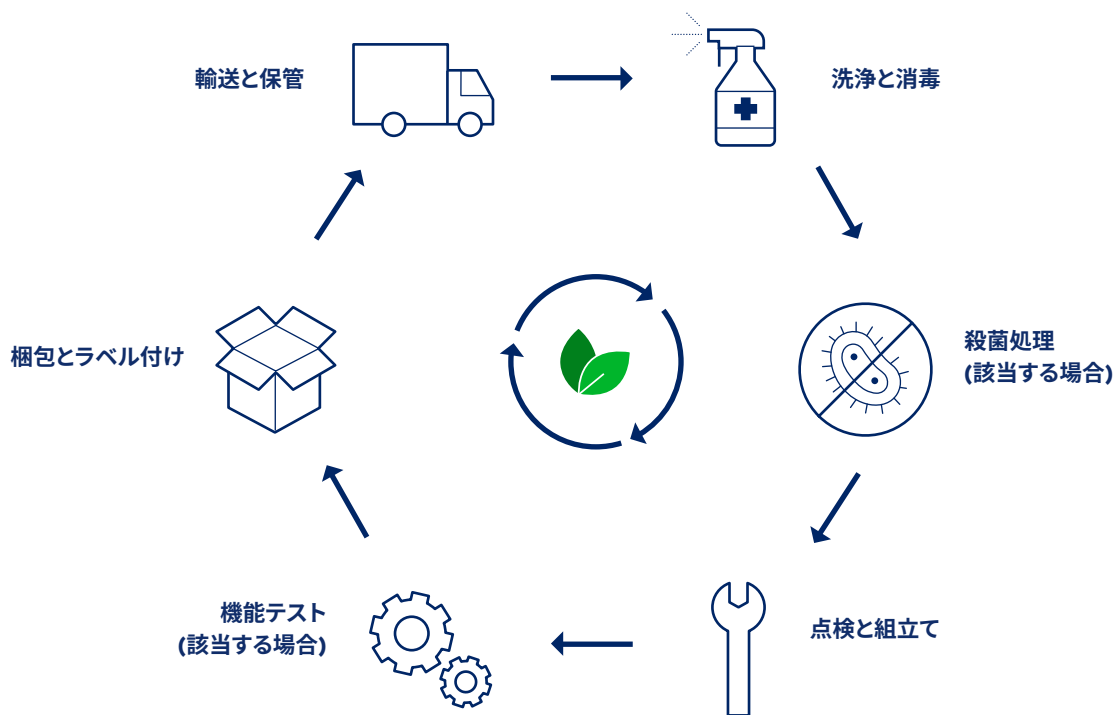 輸送と保管
洗浄と消毒
殺菌処理
(該当する場合)
点検と組立て
機能テスト
(該当する場合)
梱包とラベル付け